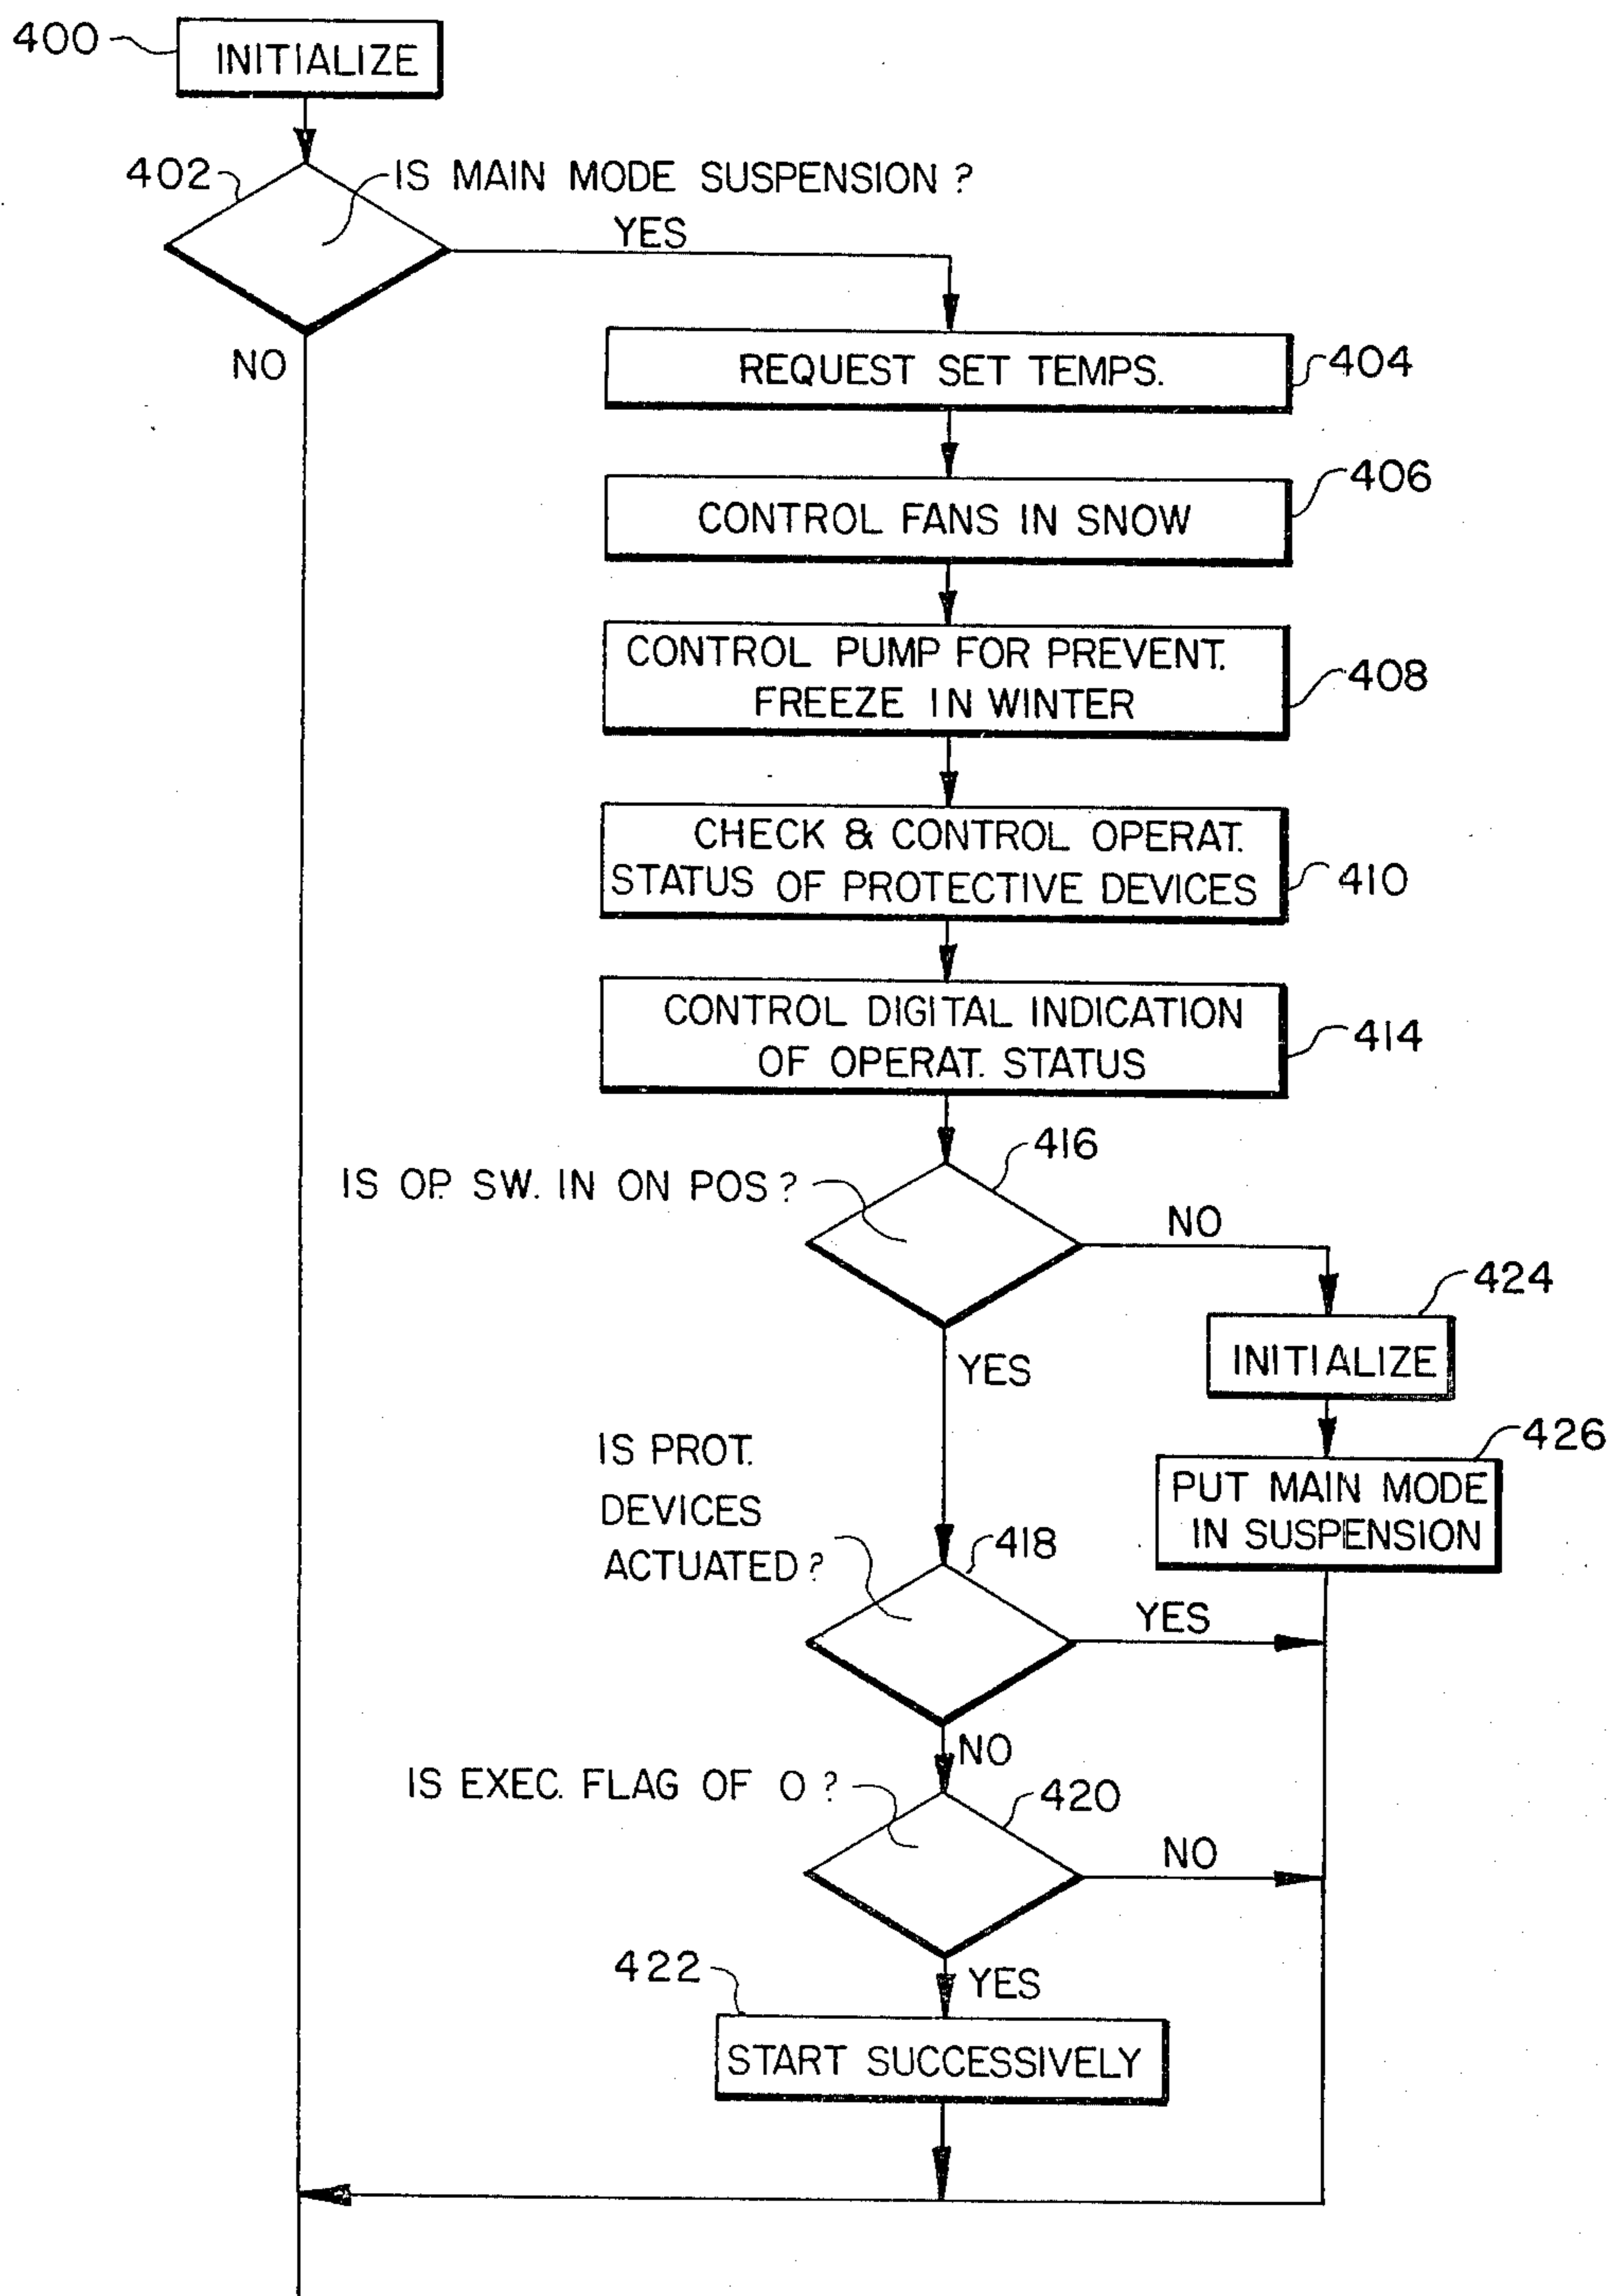 400
INITIALIZE
402
IS MAIN MODE SUSPENSION ?
YES
NO
REQUEST SET TEMPS.
404
CONTROL FANS IN SNOW
406
CONTROL PUMP FOR PREVENT.
FREEZE IN WINTER
408
CHECK & CONTROL OPERAT.
STATUS OF PROTECTIVE DEVICES
410
CONTROL DIGITAL INDICATION
OF OPERAT. STATUS
414
416
IS OP. SW. IN ON POS ?
NO
424
INITIALIZE
YES
426
PUT MAIN MODE
IN SUSPENSION
IS PROT.
DEVICES
ACTUATED ?
418
YES
NO
IS EXEC. FLAG OF 0 ?
420
NO
422
YES
START SUCCESSIVELY